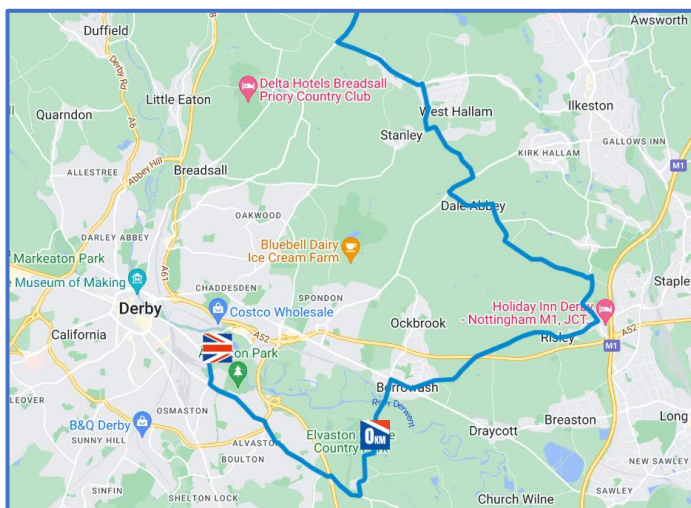 Awsworth
Duffield
Derby Rd
A6
Delta Hotels Breadsall
Priory Country Club
Little Eaton
West Hallam
Ilkeston
Quarndon
Stanley
GALLOWS INN
Abbey Hill
KIRK HALLAM
M1
Breadsall
ALLESTREE
OAKWOOD
Dale Abbey
DARLEY ABBEY
Bluebell Dairy
Ice Cream Farm
Markeaton Park
A61
Museum of Making
CHADDESDEN
Staplef
Derby
SPONDON
Holiday Inn Derby
- Nottingham M1, JCT.
Costco Wholesale
Ockbrook
California
A52
A52
Risley
M1
on Park
Borrowash
River Derwent
OSMASTON
Breaston
Long
B&Q Derby
0KM
Draycott
SUNNY HILL
ALVASTON
Elvaston
Country
BOULTON
NEW SAWLEY
SINFIN
SHELTON LOCK
Church Wilne
SAWLEY